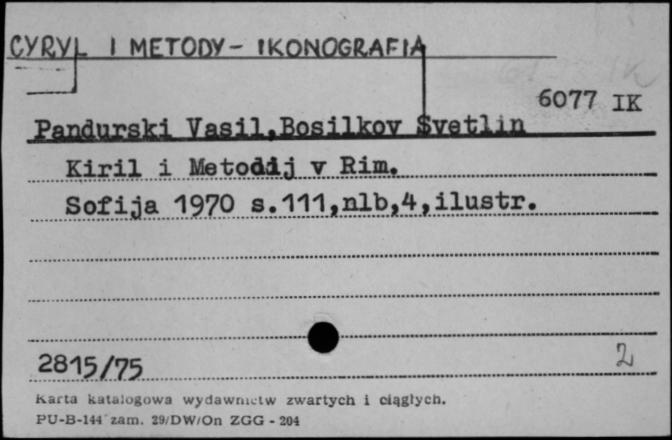 CYRYL I METODY - IKONOGRAFIA
6077 IK
Pandurski Vasil,Bosilkov Svetlin
Kiril i Metodij v Rim.
Sofija 1970 s.111,nlb,4,ilustr.
2815/75
2
Karta katalogowa wydawnictw zwartych i ciągłych.
PU-B-144 zam. 29/DW/On ZGG - 204